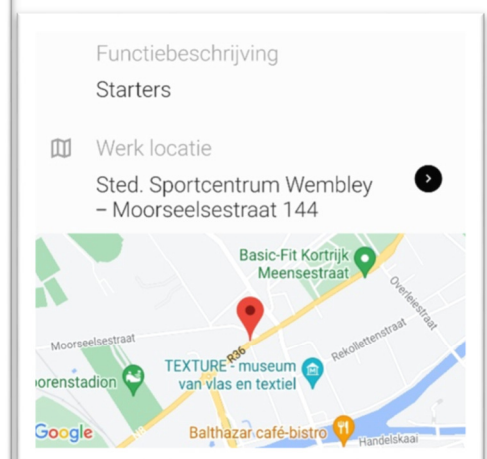 Functiebeschrijving
Starters
Werk locatie
Sted. Sportcentrum Wembley
– Moorseelsestraat 144
Basic-Fit Kortrijk
Meensestraat
Overleiestraat
Moorseelsestraat
R36
Rekollettenstraat
TEXTURE - museum
van vlas en textiel
orenstadion
Google
Balthazar café-bistro
Handelskaai